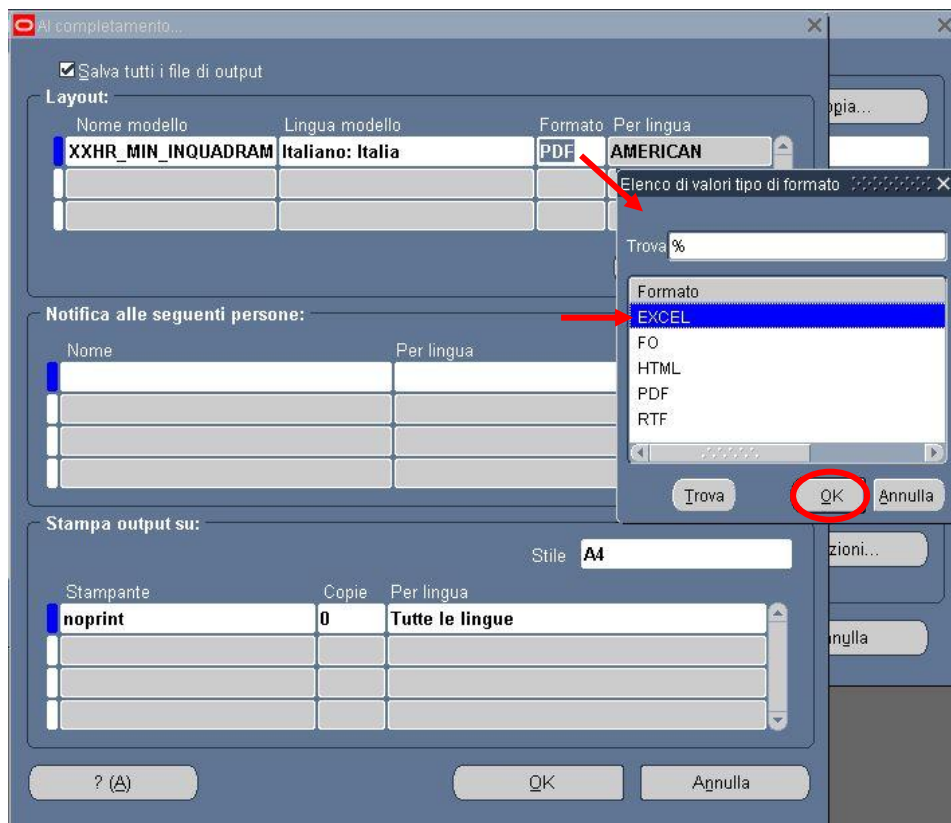 Al completamento...
Salva tutti i file di output
Layout:
Nome modello Lingua modello Formato Per lingua
XXHR_MIN_INQUADRAM Italiano: Italia PDF AMERICAN
Elenco di valori tipo di formato
Trova %
Formato
EXCEL
FO
HTML
PDF
RTF
Trova OK Annulla
Notifica alle seguenti persone:
Nome Per lingua
Stampa output su:
Stile A4
Stampante Copie Per lingua
noprint 0 Tutte le lingue
? (A) OK Annulla
opia...
zioni...
nnulla